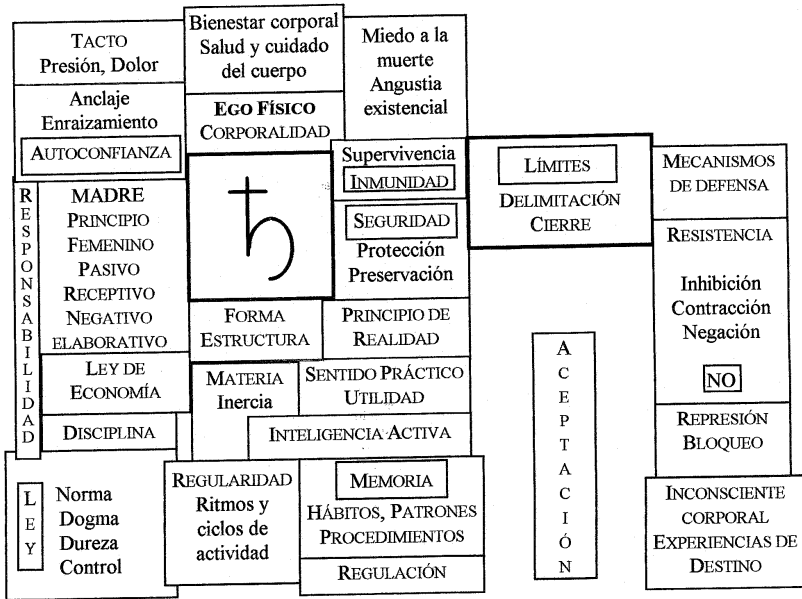 TACTO
Presión, Dolor
Anclaje
Enraizamiento
AUTOCONFIANZA
RESPONSABILIDAD
MADRE
PRINCIPIO
FEMENINO
PASIVO
RECEPTIVO
NEGATIVO
ELABORATIVO
LEY DE
ECONOMÍA
DISCIPLINA
LEY
Norma
Dogma
Dureza
Control
Bienestar corporal
Salud y cuidado
del cuerpo
EGO FÍSICO
CORPORALIDAD
Miedo a la
muerte
Angustia
existencial
Supervivencia
INMUNIDAD
SEGURIDAD
Protección
Preservación
FORMA
ESTRUCTURA
PRINCIPIO DE
REALIDAD
MATERIA
Inercia
SENTIDO PRÁCTICO
UTILIDAD
INTELIGENCIA ACTIVA
REGULARIDAD
Ritmos y
ciclos de
actividad
MEMORIA
HÁBITOS, PATRONES
PROCEDIMIENTOS
REGULACIÓN
LÍMITES
DELIMITACIÓN
CIERRE
ACEPTACIÓN
MECANISMOS
DE DEFENSA
RESISTENCIA
Inhibición
Contracción
Negación
NO
REPRESIÓN
BLOQUEO
INCONSCIENTE
CORPORAL
EXPERIENCIAS DE
DESTINO